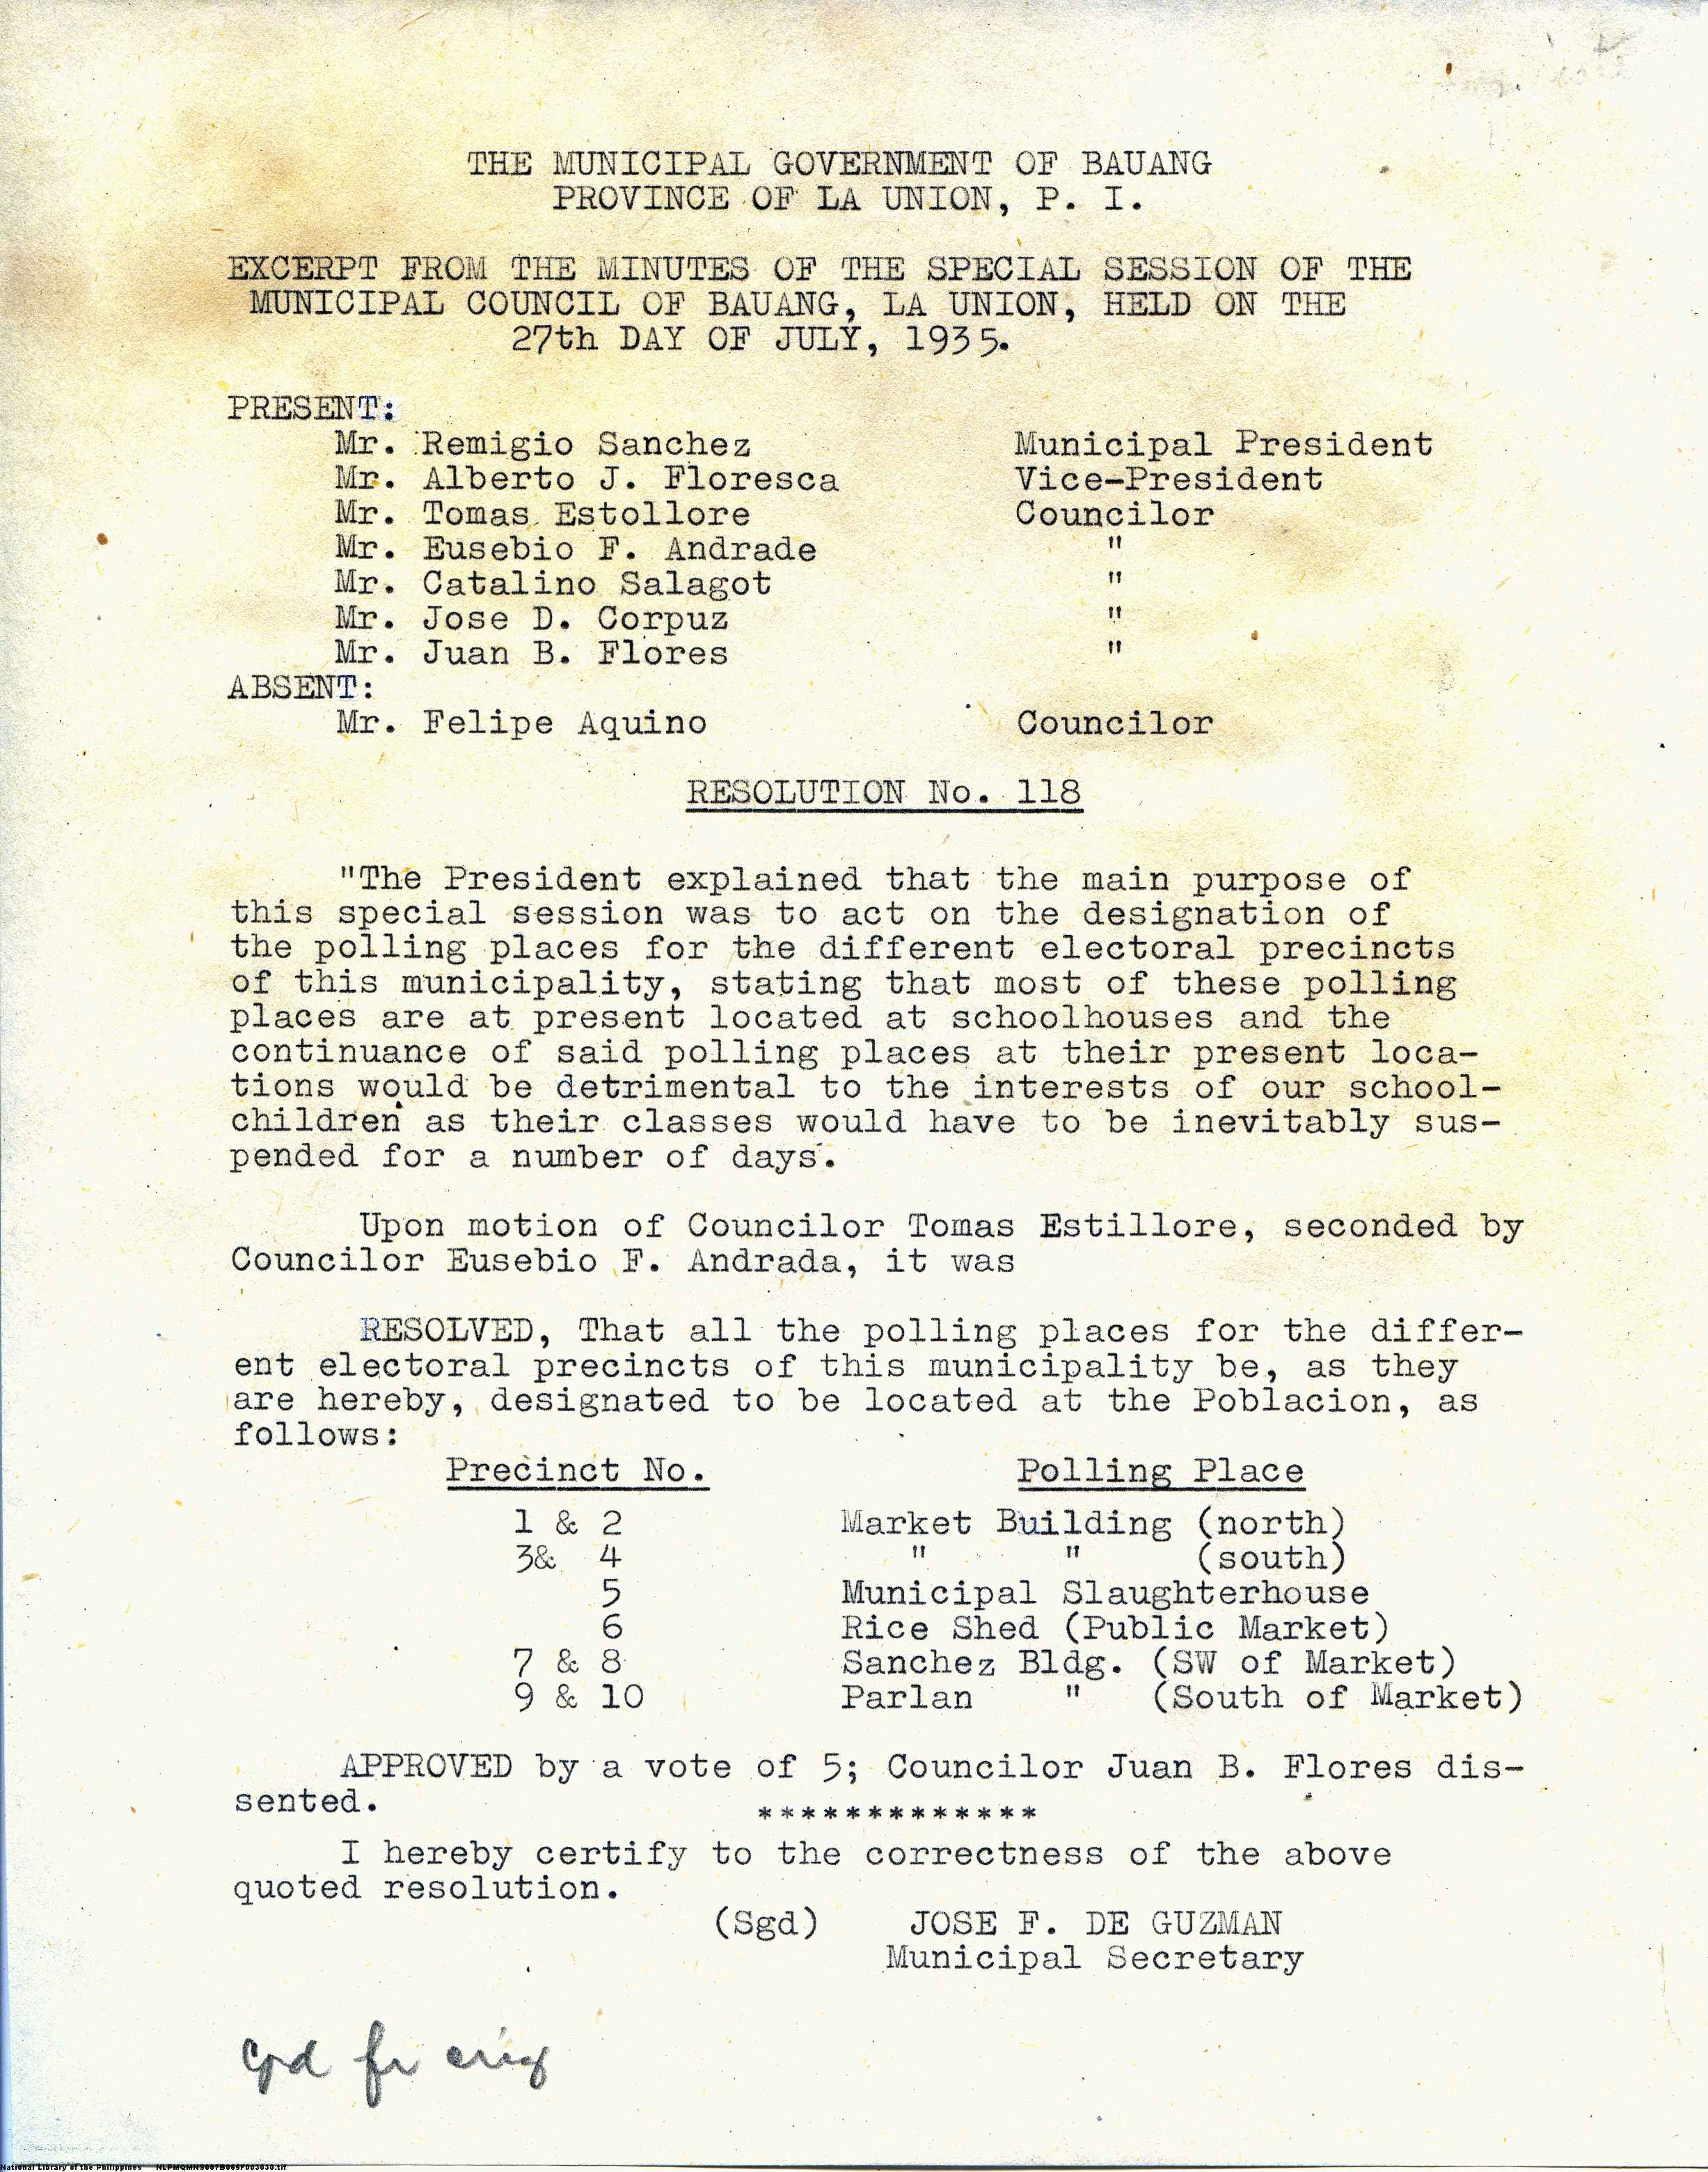 THE MUNICIPAL GOVERNMENT OF BAUANG
PROVINCE OF LA UNION, P. I.
EXCERPT FROM THE MINUTES OF THE SPECIAL SESSION OF THE
MUNICIPAL COUNCIL OF BAUANG, LA UNION, HELD ON THE
27th DAY OF JULY, 1935.
PRESENT:
Mr. Remigio Sanchez Municipal President
Mr. Alberto J. Floresca Vice-President
Mr. Tomas Estollore Councilor
Mr. Eusebio F. Andrade "
Mr. Catalino Salagot "
Mr. Jose D. Corpuz "
Mr. Juan B. Flores "
ABSENT:
Mr. Felipe Aquino Councilor
RESOLUTION No. 118
"The President explained that the main purpose of
this special session was to act on the designation of
the polling places for the different electoral precincts
of this municipality, stating that most of these polling
places are at present located at schoolhouses and the
continuance of said polling places at their present loca-
tions would be detrimental to the interests of our school-
children as their classes would have to be inevitably sus-
pended for a number of days.
Upon motion of Councilor Tomas Estillore, seconded by
Councilor Eusebio F. Andrada, it was
RESOLVED, That all the polling places for the differ-
ent electoral precincts of this municipality be, as they
are hereby, designated to be located at the Poblacion, as
follows:
Precinct No. Polling Place
1 & 2 Market Building (north)
3& 4 " " (south)
5 Municipal Slaughterhouse
6 Rice Shed (Public Market)
7 & 8 Sanchez Bldg. (SW of Market)
9 & 10 Parlan " (South of Market)
APPROVED by a vote of 5; Councilor Juan B. Flores dis-
sented.
*************
I hereby certify to the correctness of the above
quoted resolution.
(Sgd) JOSE F. DE GUZMAN
Municipal Secretary
National Library of the Philippines